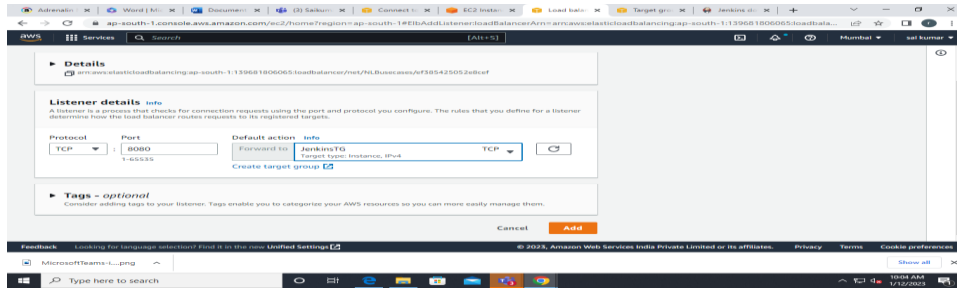 Adrenalin
Word | Mi
Document
(3) Saikum
Connect to
EC2 Instan
Load bala
Target gro
Jenkins do
ap-south-1.console.aws.amazon.com/ec2/home?region=ap-south-1#ElbAddListener:loadBalancerArn=arn:aws:elasticloadbalancing:ap-south-1:139681806065:loadbala...
aws
Services
Search
[Alt+S]
Mumbai
sai kumar
Details
arn:aws:elasticloadbalancing:ap-south-1:139681806065:loadbalancer/net/NLBusecases/ef385425052e8cef
Listener details Info
A listener is a process that checks for connection requests using the port and protocol you configure. The rules that you define for a listener
determine how the load balancer routes requests to its registered targets.
Protocol Port Default action Info
TCP : 8080 Forward to JenkinsTG TCP
1-65535 Target type: Instance, IPv4
Create target group
Tags - optional
Consider adding tags to your listener. Tags enable you to categorize your AWS resources so you can more easily manage them.
Cancel Add
Feedback Looking for language selection? Find it in the new Unified Settings © 2023, Amazon Web Services India Private Limited or its affiliates. Privacy Terms Cookie preferences
MicrosoftTeams-i....png Show all
Type here to search
10:04 AM
1/12/2023